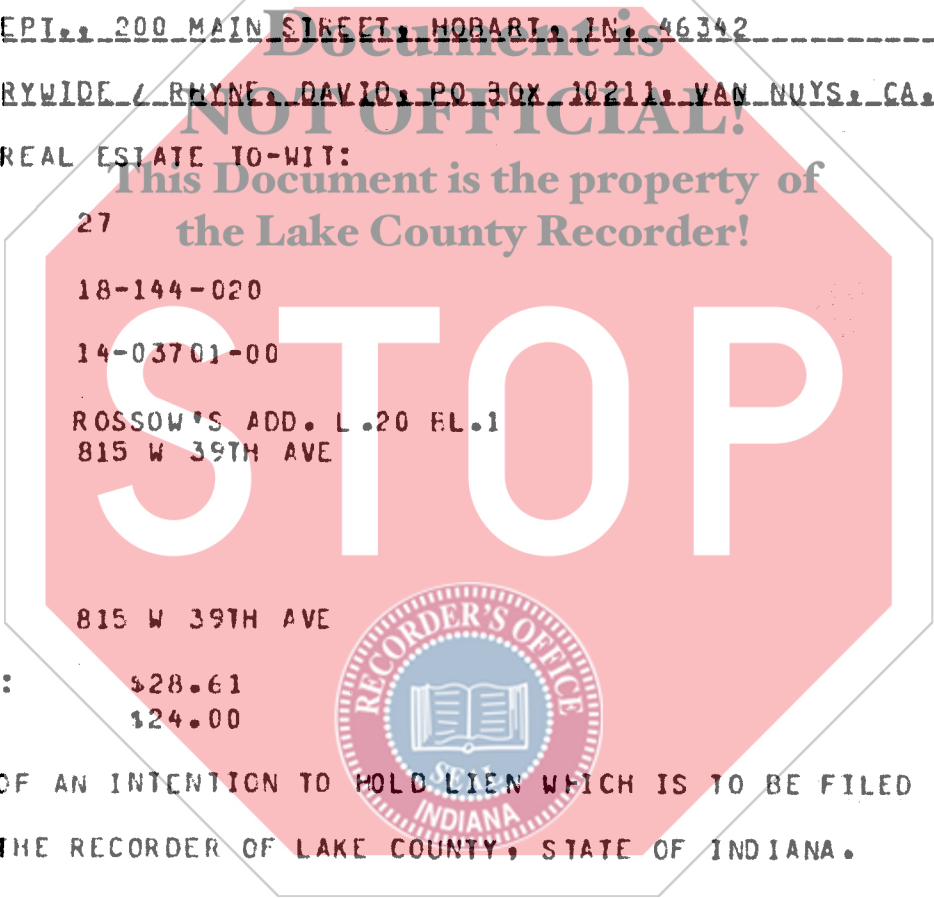 EPT., 200 MAIN STREET, HOBART, IN. 46342
Document is
RYWIDE / RHYNE, DAVID, PO BOX 10211, VAN NUYS, CA.
NOT OFFICIAL!
REAL ESTATE TO-WIT:
This Document is the property of
27
the Lake County Recorder!
18-144-020
STOP
14-03701-00
ROSSOW'S ADD. L.20 BL.1
815 W 39TH AVE
815 W 39TH AVE
RECORDER'S OFFICE
SEAL
INDIANA
: $28.61
$24.00
OF AN INTENTION TO HOLD LIEN WHICH IS TO BE FILED
THE RECORDER OF LAKE COUNTY, STATE OF INDIANA.